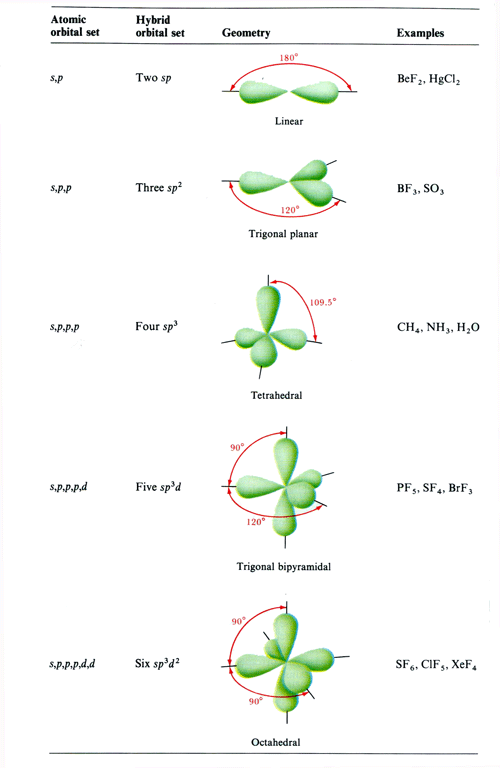 Atomic orbital set Hybrid orbital set Geometry Examples
180°
s,p Two sp BeF₂, HgCl₂
Linear
s,p,p Three sp² BF₃, SO₃
120°
Trigonal planar
109.5°
s,p,p,p Four sp³ CH₄, NH₃, H₂O
Tetrahedral
90°
s,p,p,p,d Five sp³d PF₅, SF₄, BrF₃
120°
Trigonal bipyramidal
90°
s,p,p,p,d,d Six sp³d² SF₆, ClF₅, XeF₄
90°
Octahedral